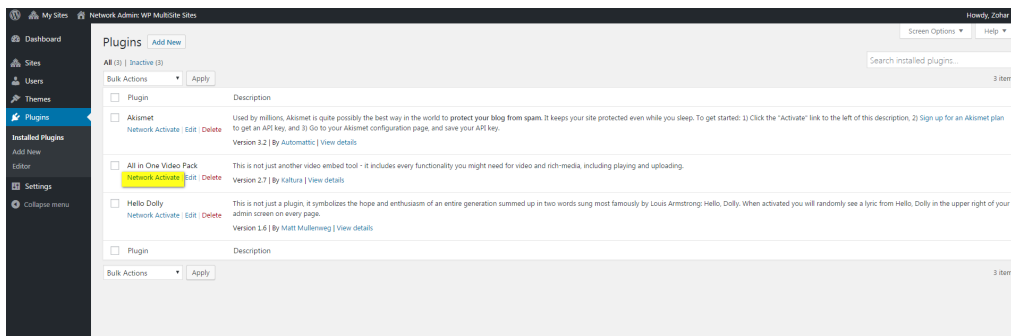 My Sites Network Admin: WP MultiSite Sites Howdy, Zohar
Dashboard
Sites
Users
Themes
Plugins
Installed Plugins
Add New
Editor
Settings
Collapse menu
Screen Options Help
Plugins Add New
All (3) | Inactive (3)
Search installed plugins...
Bulk Actions Apply 3 item
Plugin Description
Akismet
Network Activate | Edit | Delete
Used by millions, Akismet is quite possibly the best way in the world to protect your blog from spam. It keeps your site protected even while you sleep. To get started: 1) Click the "Activate" link to the left of this description, 2) Sign up for an Akismet plan
to get an API key, and 3) Go to your Akismet configuration page, and save your API key.
Version 3.2 | By Automattic | View details
All in One Video Pack
Network Activate | Edit | Delete
This is not just another video embed tool - it includes every functionality you might need for video and rich-media, including playing and uploading.
Version 2.7 | By Kaltura | View details
Hello Dolly
Network Activate | Edit | Delete
This is not just a plugin, it symbolizes the hope and enthusiasm of an entire generation summed up in two words sung most famously by Louis Armstrong: Hello, Dolly. When activated you will randomly see a lyric from Hello, Dolly in the upper right of your
admin screen on every page.
Version 1.6 | By Matt Mullenweg | View details
Plugin Description
Bulk Actions Apply 3 item